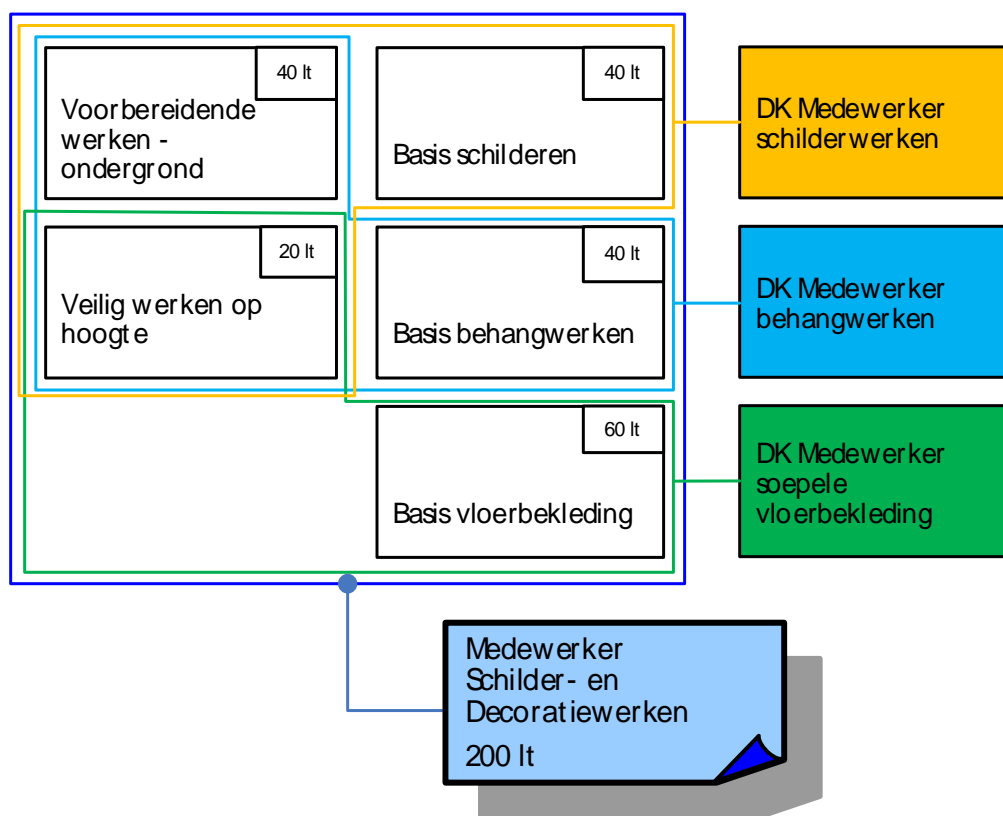 40 lt
Voorbereidende
werken -
ondergrond
40 lt
Basis schilderen
DK Medewerker
schilderwerken
20 lt
Veilig werken op
hoogte
40 lt
Basis behangwerken
DK Medewerker
behangwerken
60 lt
Basis vloerbekleding
DK Medewerker
soepele
vloerbekleding
Medewerker
Schilder- en
Decoratiewerken
200 lt